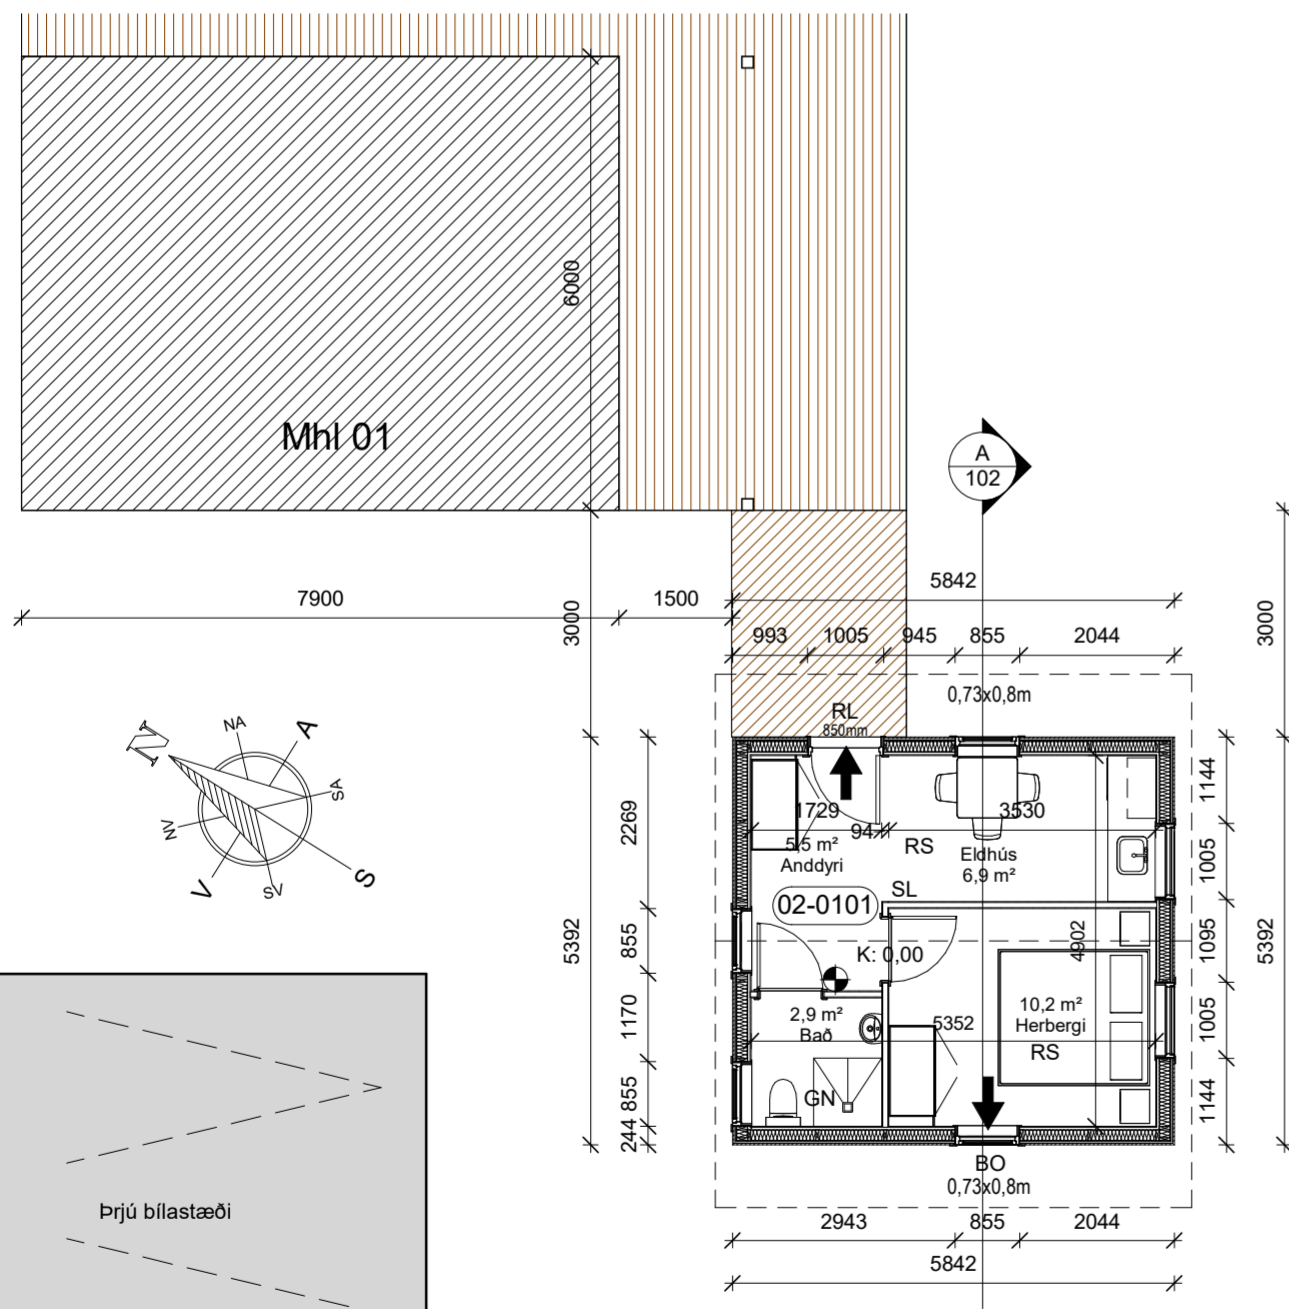 6000
Mhl 01
A
102
7900
1500
3000
5842
3000
993
1005
945
855
2044
0,73x0,8m
RL
850mm
N
NA
A
SA
S
SV
V
NV
2269
5392
855
1170
855
244
1729
94
3530
5,5 m²
Anddyri
RS
Eldhús
6,9 m²
02-0101
SL
K: 0,00
4902
2,9 m²
Bað
5352
10,2 m²
Herbergi
RS
GN
1144
1005
1095
1005
1144
5392
BO
0,73x0,8m
2943
855
2044
5842
Þrjú bílastæði